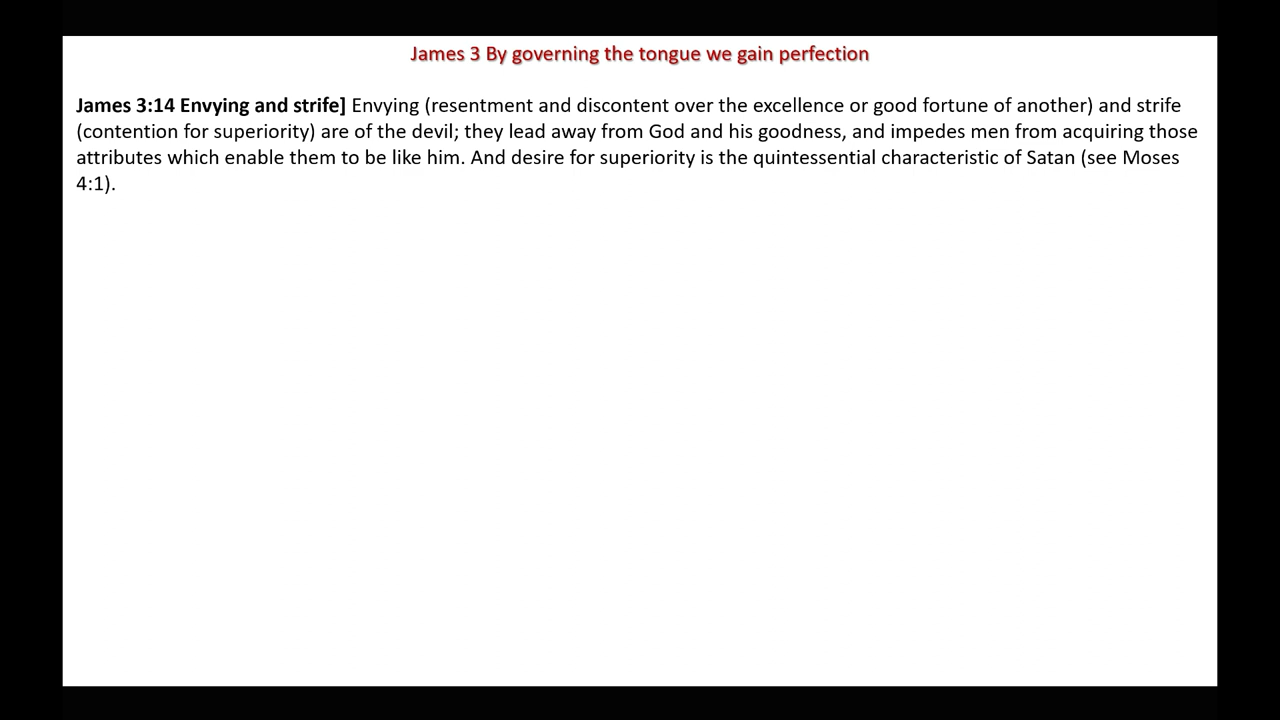 James 3 By governing the tongue we gain perfection
James 3:14 Envying and strife] Envying (resentment and discontent over the excellence or good fortune of another) and strife
(contention for superiority) are of the devil; they lead away from God and his goodness, and impedes men from acquiring those
attributes which enable them to be like him. And desire for superiority is the quintessential characteristic of Satan (see Moses
4:1).